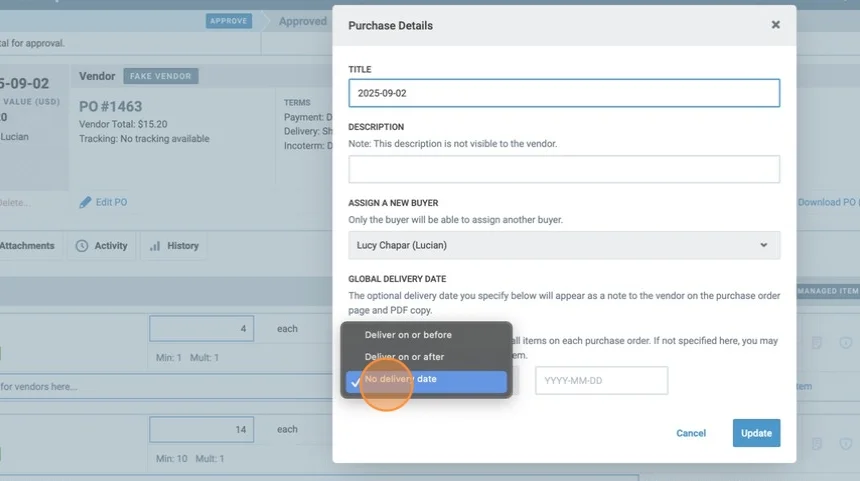 APPROVE
Approved
tal for approval.
5-09-02
VALUE (USD)
Lucian
Delete...
Vendor
FAKE VENDOR
PO #1463
Vendor Total: $15.20
Tracking: No tracking available
TERMS
Payment: D
Delivery: Sh
Incoterm: D
Edit PO
Download PO (
Attachments
Activity
History
MANAGED ITEM
4
each
Min: 1 Mult: 1
for vendors here...
14
each
Min: 10 Mult: 1
Purchase Details
TITLE
2025-09-02
DESCRIPTION
Note: This description is not visible to the vendor.
ASSIGN A NEW BUYER
Only the buyer will be able to assign another buyer.
Lucy Chapar (Lucian)
GLOBAL DELIVERY DATE
The optional delivery date you specify below will appear as a note to the vendor on the purchase order
page and PDF copy.
all items on each purchase order. If not specified here, you may
em.
Deliver on or before
Deliver on or after
No delivery date
YYYY-MM-DD
Cancel
Update